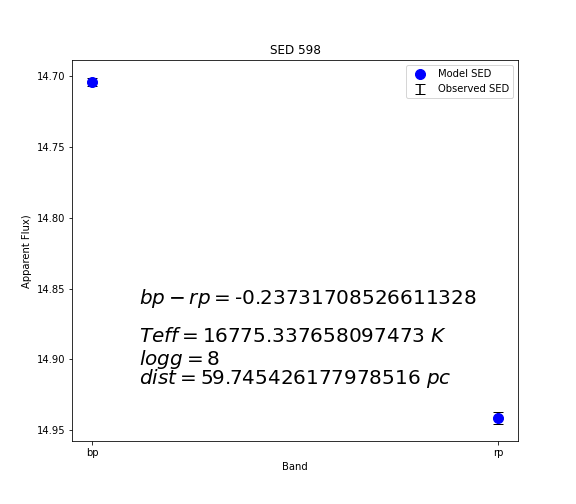 SED 598
Model SED
Observed SED
14.70
14.75
14.80
14.85
14.90
14.95
Apparent Flux)
bp − rp = -0.23731708526611328
Teff = 16775.337658097473 K
logg = 8
dist = 59.745426177978516 pc
bp
rp
Band